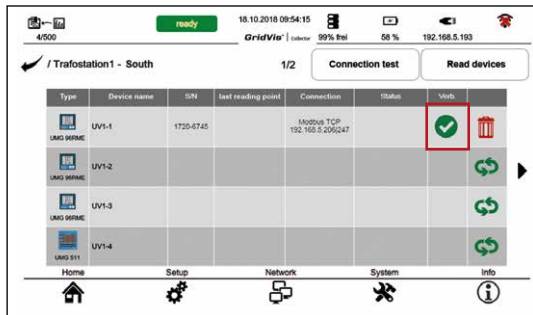 ready
18.10.2018 09:54:15
4/500
GridVis® Collector
99% frei
58 %
192.168.5.193
/ Trafostation1 - South
1/2
Connection test
Read devices
Type Device name S/N last reading point Connection Status Verb.
UMG 96RME UV1-1 1720-6745 Modbus TCP
192.168.5.206|247
UMG 96RME UV1-2
UMG 96RME UV1-3
UMG 511 UV1-4
Home Setup Network System Info